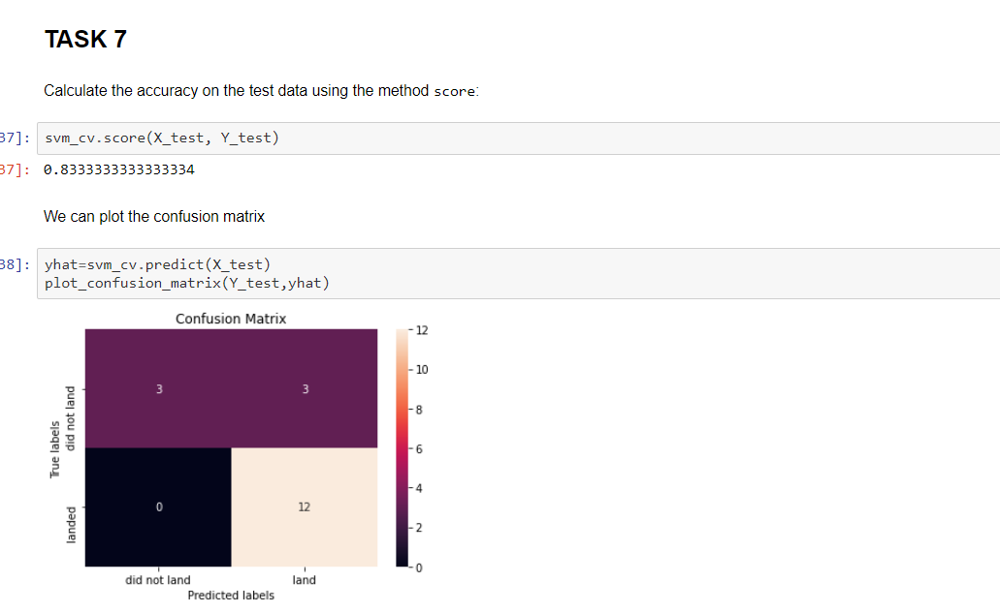 TASK 7
Calculate the accuracy on the test data using the method score:
37]: svm_cv.score(X_test, Y_test)
37]: 0.8333333333333334
We can plot the confusion matrix
38]: yhat=svm_cv.predict(X_test)
plot_confusion_matrix(Y_test,yhat)
Confusion Matrix
12
10
8
6
4
2
0
True labels
did not land
landed
3 3
0 12
did not land land
Predicted labels